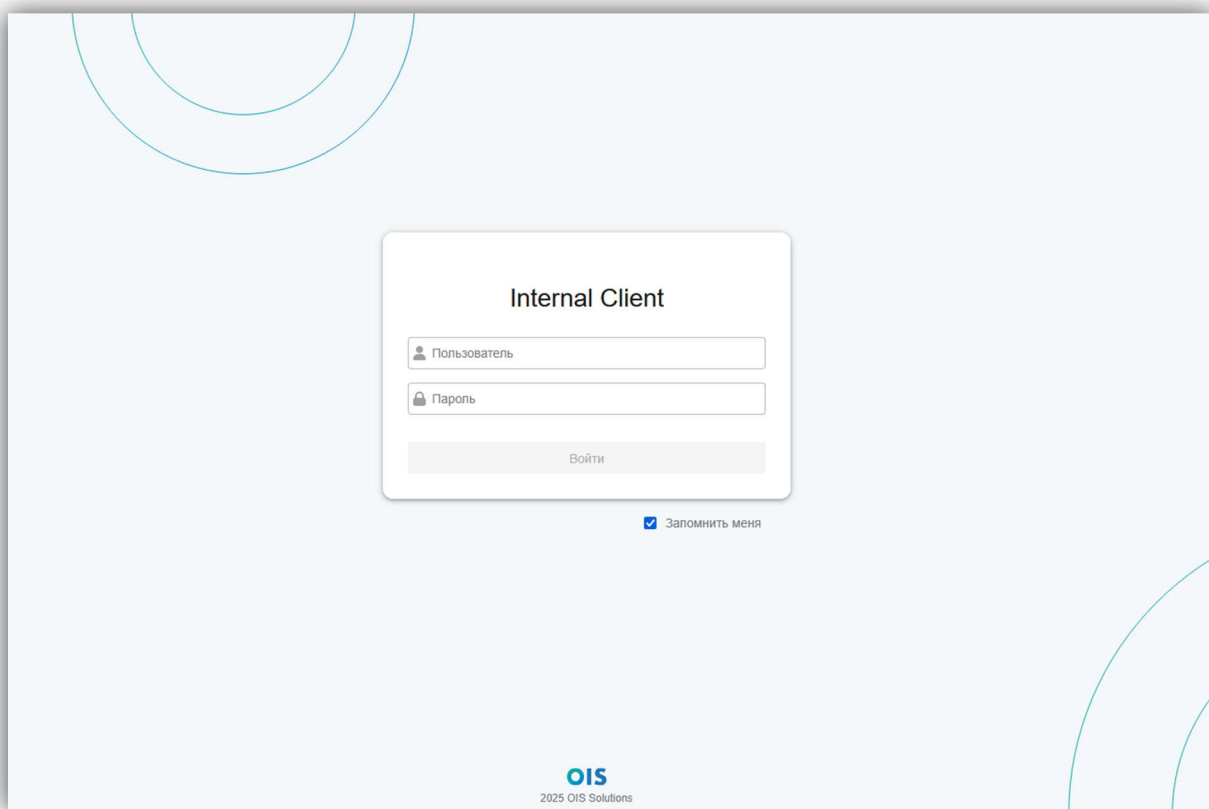 Internal Client
Пользователь
Пароль
Войти
Запомнить меня
OIS
2025 OIS Solutions